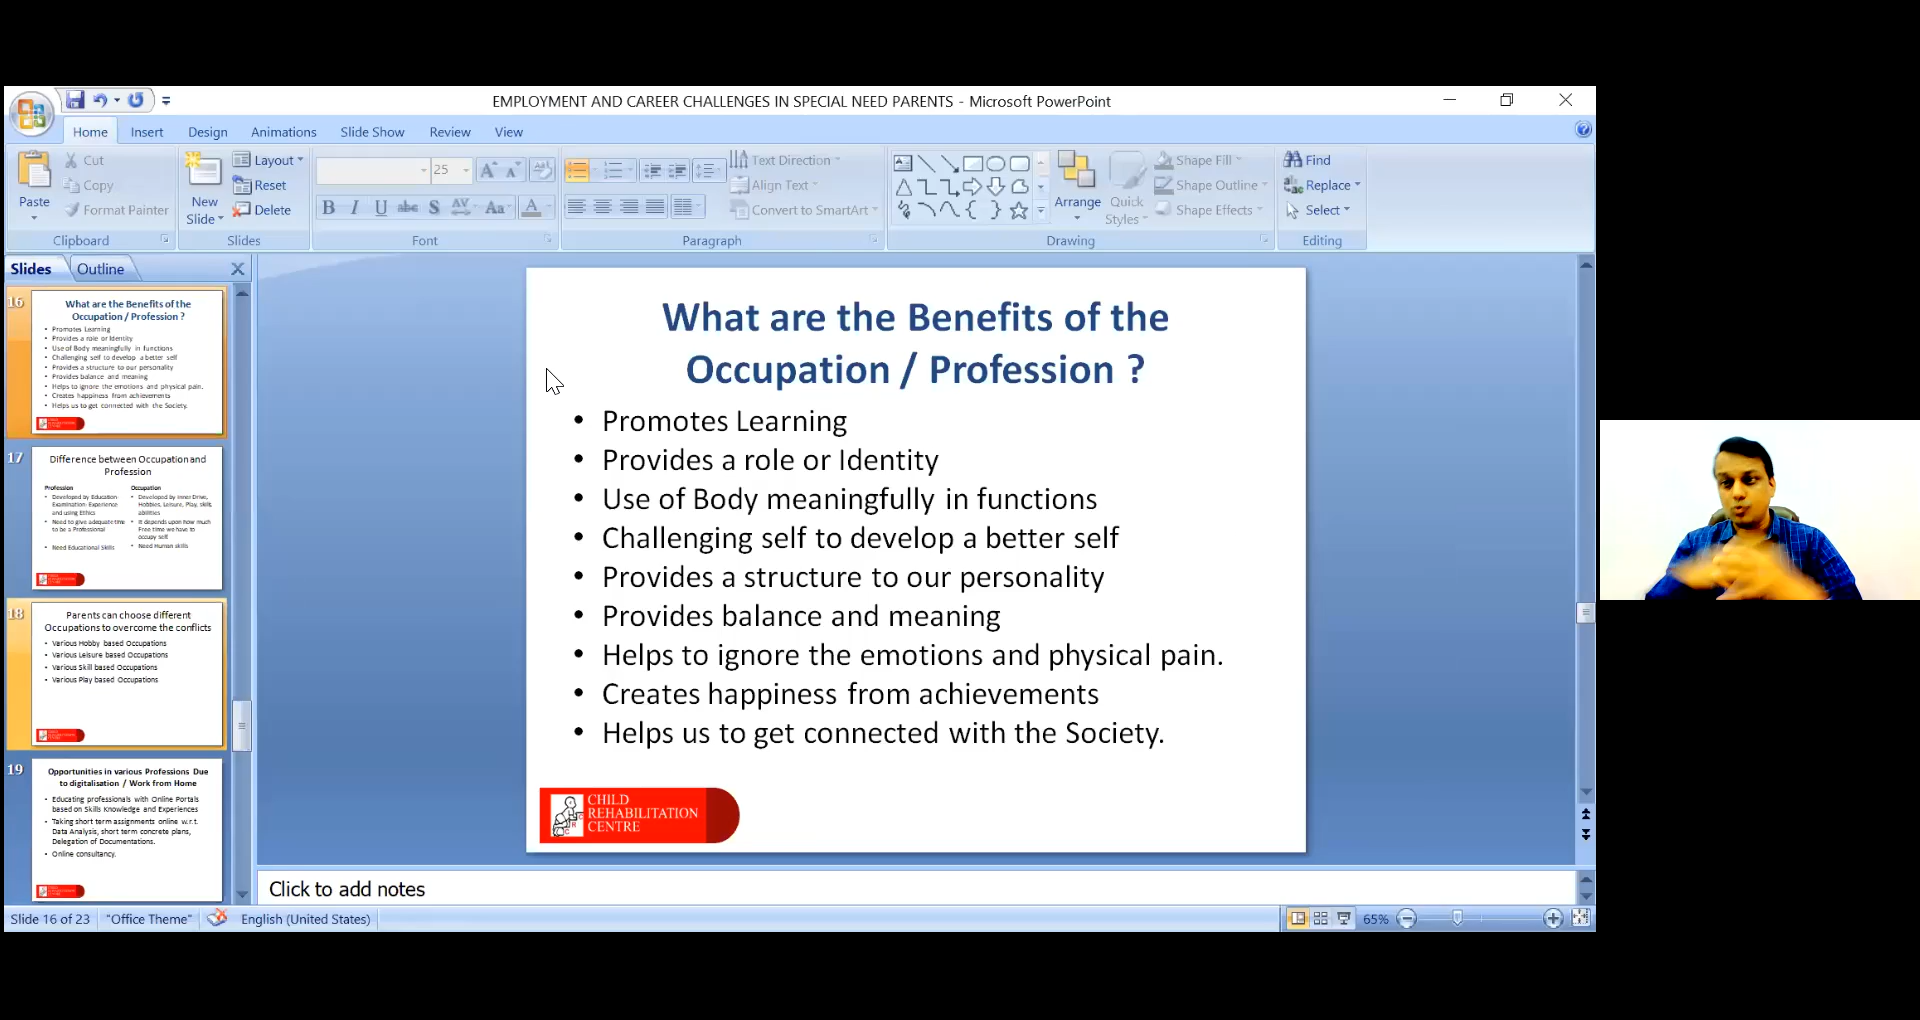 EMPLOYMENT AND CAREER CHALLENGES IN SPECIAL NEED PARENTS - Microsoft PowerPoint
Home Insert Design Animations Slide Show Review View
Paste
Cut
Copy
Format Painter
Clipboard
New
Slide
Layout
Reset
Delete
Slides
25
B I U abc S AV Aa A
Font
Text Direction
Align Text
Convert to SmartArt
Paragraph
Arrange
Quick
Styles
Shape Fill
Shape Outline
Shape Effects
Drawing
Find
Replace
Select
Editing
Slides Outline
16
What are the Benefits of the
Occupation / Profession ?
• Promotes Learning
• Provides a role or Identity
• Use of Body meaningfully in functions
• Challenging self to develop a better self
• Provides a structure to our personality
• Provides balance and meaning
• Helps to ignore the emotions and physical pain.
• Creates happiness from achievements
• Helps us to get connected with the Society.
17
Difference between Occupation and
Profession
Profession
• Developed by Education
Examination Experience
and using Ethics
• Need to give adequate time
to be a Professional
• Need Educational Skills
Occupation
• Developed by Inner Drive,
Hobbies, Leisure, Play, skills,
abilities
• It depends upon how much
Free time we have to
occupy self
• Need Human skills
18
Parents can choose different
Occupations to overcome the conflicts
• Various Hobby based Occupations
• Various Leisure based Occupations
• Various Skill based Occupations
• Various Play based Occupations
19
Opportunities in various Professions Due
to digitalisation / Work from Home
• Educating professionals with Online Portals
based on Skills Knowledge and Experiences
• Taking short term assignments online w.r.t.
Data Analysis, short term concrete plans,
Delegation of Documentations.
• Online consultancy.
What are the Benefits of the
Occupation / Profession ?
• Promotes Learning
• Provides a role or Identity
• Use of Body meaningfully in functions
• Challenging self to develop a better self
• Provides a structure to our personality
• Provides balance and meaning
• Helps to ignore the emotions and physical pain.
• Creates happiness from achievements
• Helps us to get connected with the Society.
CHILD
REHABILITATION
CENTRE
Click to add notes
Slide 16 of 23 "Office Theme" English (United States) 65%